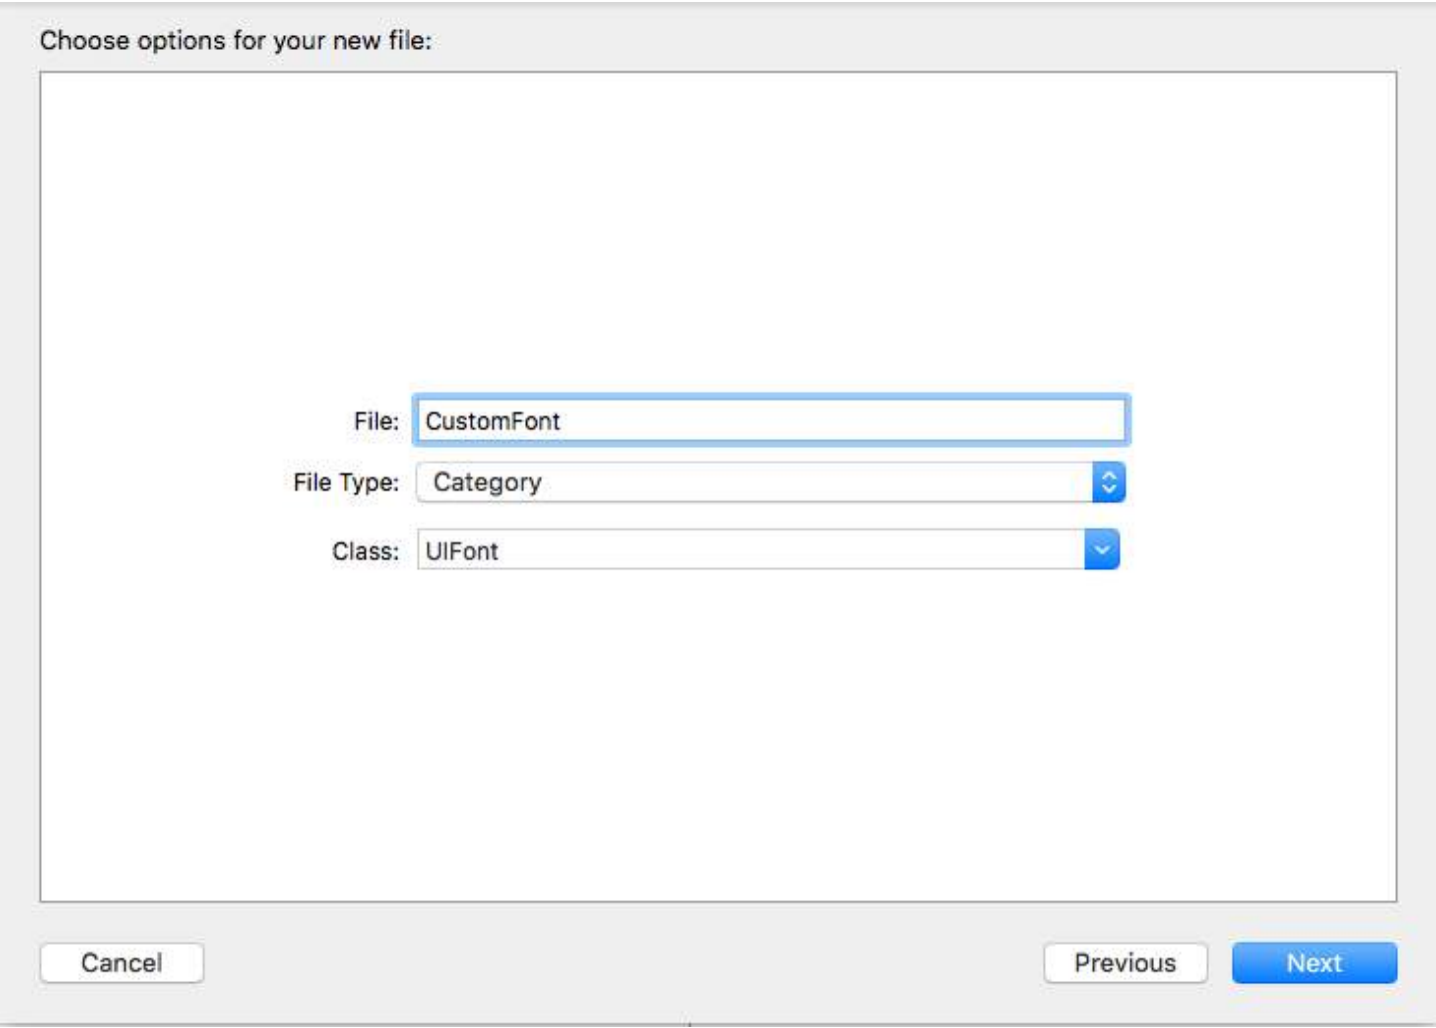 Choose options for your new file:
File: CustomFont
File Type: Category
Class: UIFont
Cancel Previous Next